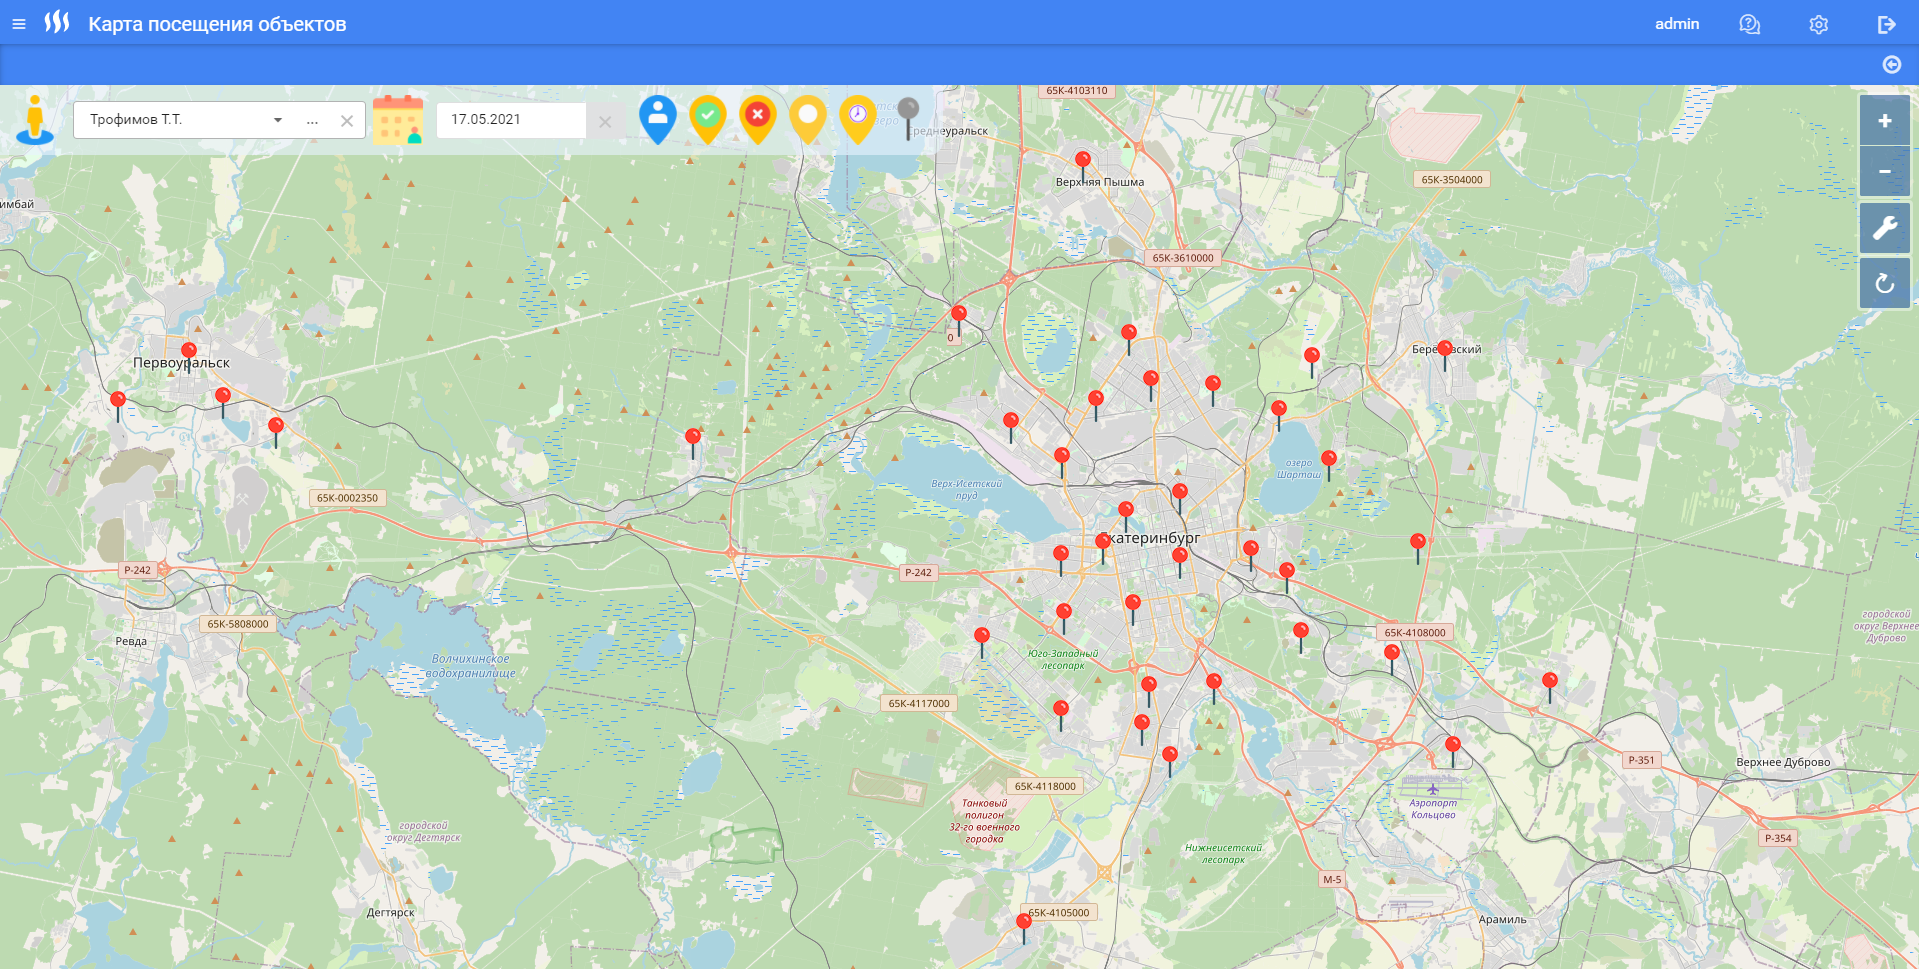 Карта посещения объектов
admin
Трофимов Т.Т.
...
17.05.2021
65К-4103110
Среднеуральск
Верхняя Пышма
65К-3504000
имбай
65К-3610000
0
Первоуральск
Берёзовский
озеро
Шарташ
Верх-Исетский
пруд
65К-0002350
Екатеринбург
Р-242
Р-242
65К-5808000
городской
округ Верхнее
Дуброво
65К-4108000
Ревда
Волчихинское
водохранилище
Юго-Западный
лесопарк
65К-4117000
Р-351
Верхнее Дуброво
65К-4118000
Аэропорт
Кольцово
Танковый
полигон
32-го военного
городка
городской
округ Дегтярск
Р-354
Нижнеисетский
лесопарк
М-5
Дегтярск
65К-4105000
Арамиль